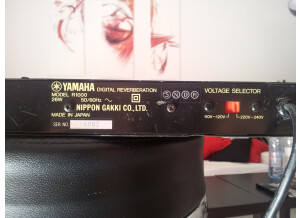 YAMAHA DIGITAL REVERBERATION
MODEL R1000
26W 50/60Hz
NIPPON GAKKI CO., LTD.
MADE IN JAPAN
SER NO.
S N D F
VOLTAGE SELECTOR
110V-120V
220V-240V